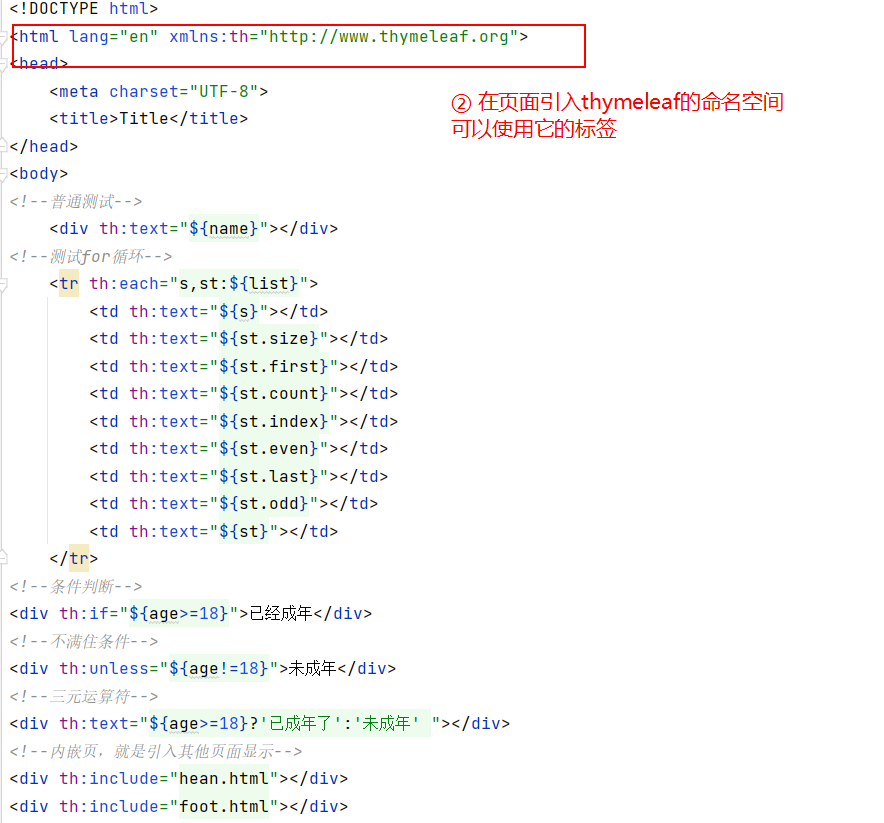 <!DOCTYPE html>
<html lang="en" xmlns:th="http://www.thymeleaf.org">
<head>
    <meta charset="UTF-8">
② 在页面引入thymeleaf的命名空间
    <title>Title</title>
可以使用它的标签
</head>
<body>
<!--普通测试-->
    <div th:text="${name}"></div>
<!--测试for循环-->
    <tr th:each="s,st:${list}">
        <td th:text="${s}"></td>
        <td th:text="${st.size}"></td>
        <td th:text="${st.first}"></td>
        <td th:text="${st.count}"></td>
        <td th:text="${st.index}"></td>
        <td th:text="${st.even}"></td>
        <td th:text="${st.last}"></td>
        <td th:text="${st.odd}"></td>
        <td th:text="${st}"></td>
    </tr>
<!--条件判断-->
<div th:if="${age>=18}">已经成年</div>
<!--不满住条件-->
<div th:unless="${age!=18}">未成年</div>
<!--三元运算符-->
<div th:text="${age>=18}?'已成年了':'未成年' "></div>
<!--内嵌页，就是引入其他页面显示-->
<div th:include="hean.html"></div>
<div th:include="foot.html"></div>